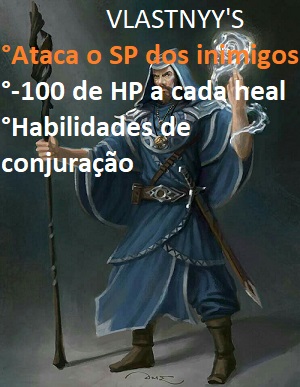 VLASTNYY'S
°Ataca o SP dos inimigos
°-100 de HP a cada heal
°Habilidades de
conjuração